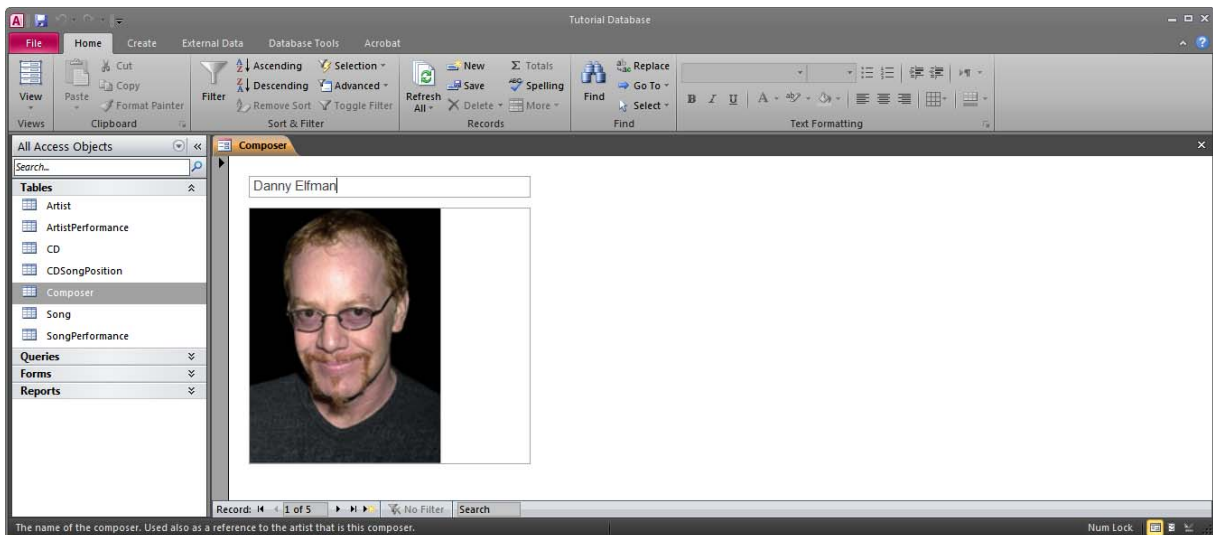 Tutorial Database
File Home Create External Data Database Tools Acrobat
View
Views
Paste
Cut
Copy
Format Painter
Clipboard
Filter
Ascending
Descending
Remove Sort
Selection
Advanced
Toggle Filter
Sort & Filter
Refresh All
New
Save
Delete
Totals
Spelling
More
Records
Find
Replace
Go To
Select
Find
B I U A
Text Formatting
All Access Objects
Search...
Tables
Artist
ArtistPerformance
CD
CDSongPosition
Composer
Song
SongPerformance
Queries
Forms
Reports
Composer
Danny Elfman
Record: 1 of 5 No Filter Search
The name of the composer. Used also as a reference to the artist that is this composer.
Num Lock